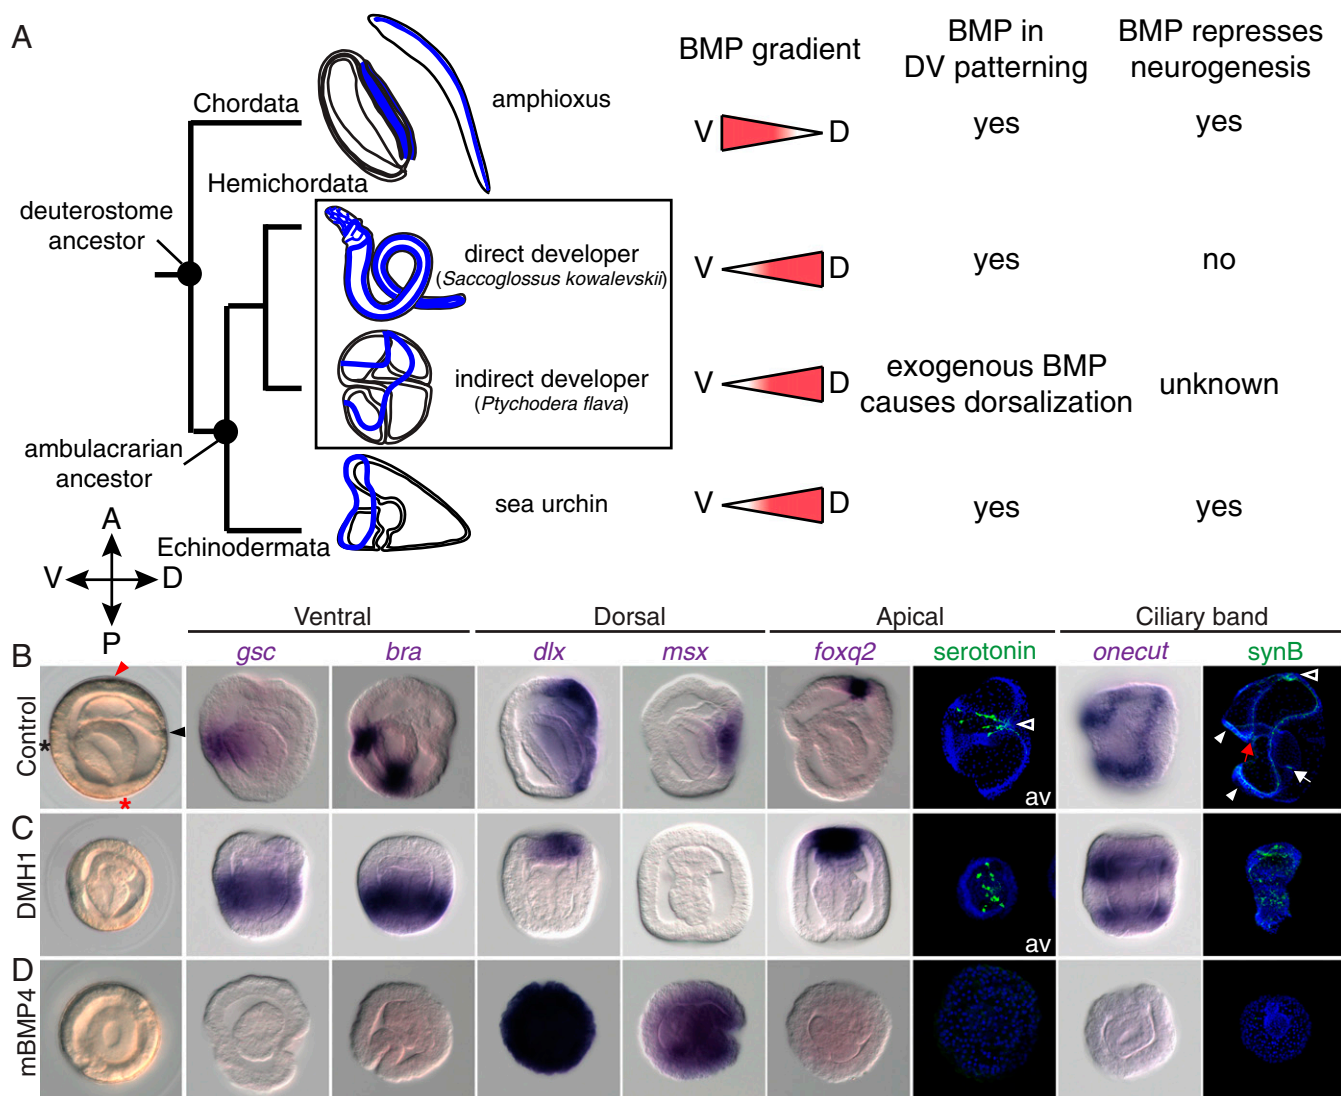 A
BMP gradient
BMP in
DV patterning
BMP represses
neurogenesis
Chordata
amphioxus
V
D
yes
yes
Hemichordata
deuterostome
ancestor
direct developer
(Saccoglossus kowalevskii)
V
D
yes
no
indirect developer
(Ptychodera flava)
V
D
exogenous BMP
causes dorsalization
unknown
ambulacrarian
ancestor
sea urchin
V
D
yes
yes
Echinodermata
A
V
D
P
Ventral
Dorsal
Apical
Ciliary band
B
gsc
bra
dlx
msx
foxq2
serotonin
onecut
synB
Control
*
*
av
C
DMH1
av
D
mBMP4